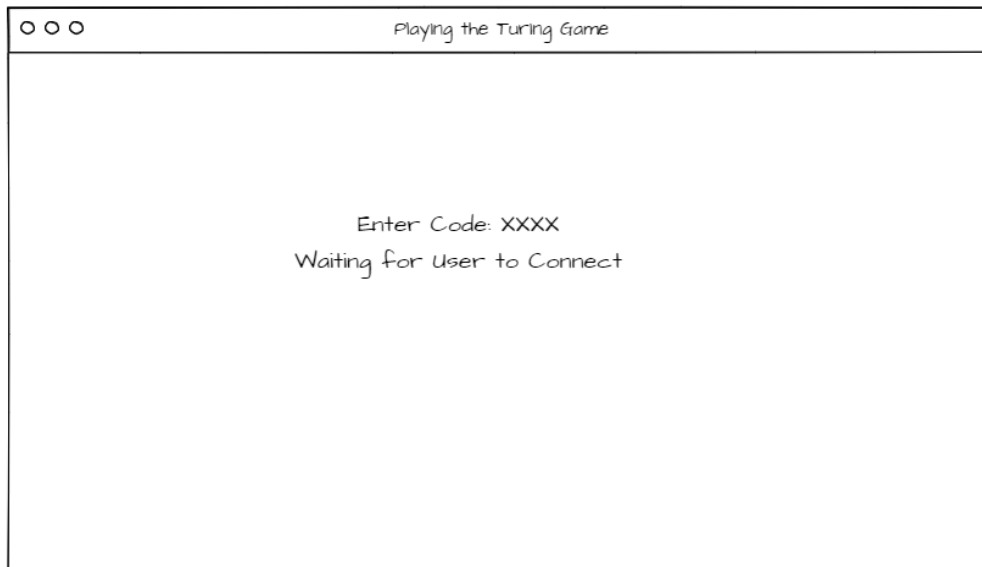 Playing the Turing Game
Enter Code: XXXX
Waiting for User to Connect